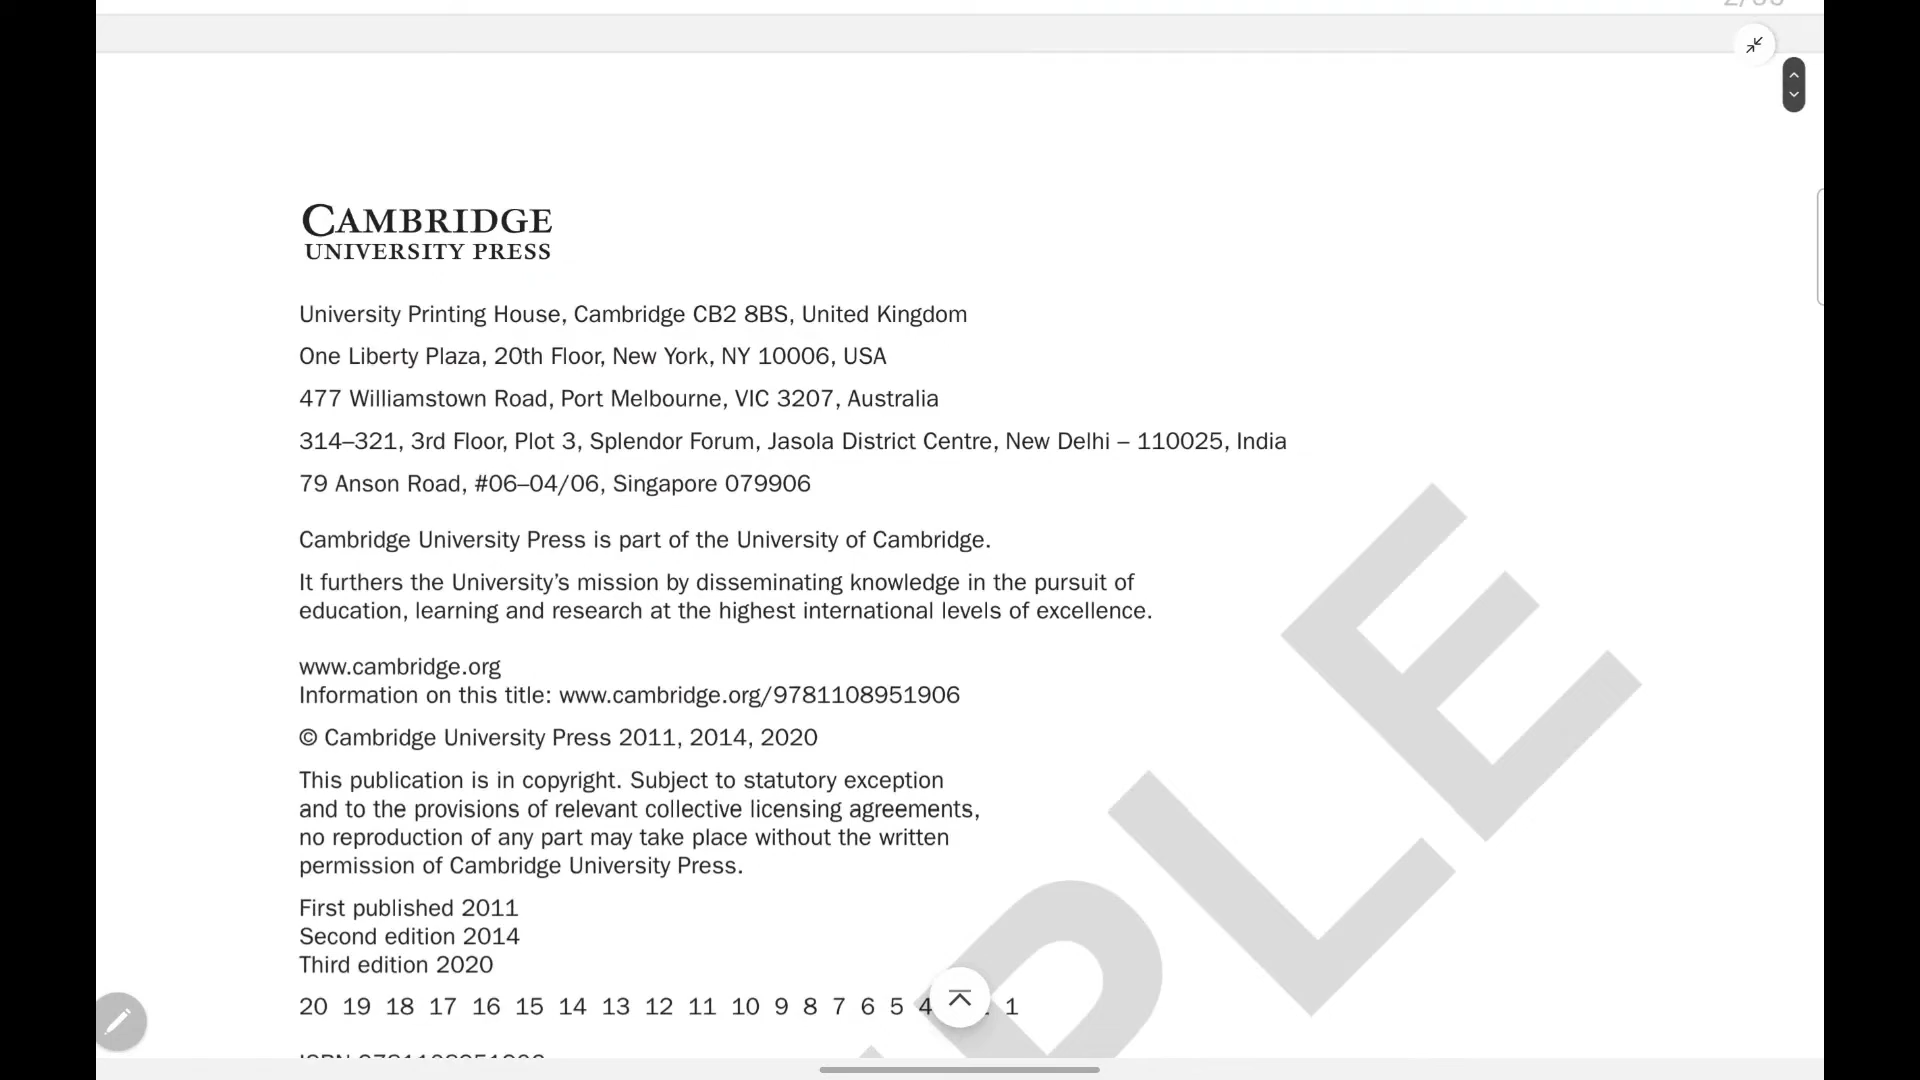 CAMBRIDGE
UNIVERSITY PRESS
University Printing House, Cambridge CB2 8BS, United Kingdom
One Liberty Plaza, 20th Floor, New York, NY 10006, USA
477 Williamstown Road, Port Melbourne, VIC 3207, Australia
314–321, 3rd Floor, Plot 3, Splendor Forum, Jasola District Centre, New Delhi – 110025, India
79 Anson Road, #06–04/06, Singapore 079906
Cambridge University Press is part of the University of Cambridge.
It furthers the University’s mission by disseminating knowledge in the pursuit of
education, learning and research at the highest international levels of excellence.
www.cambridge.org
Information on this title: www.cambridge.org/9781108951906
© Cambridge University Press 2011, 2014, 2020
This publication is in copyright. Subject to statutory exception
and to the provisions of relevant collective licensing agreements,
no reproduction of any part may take place without the written
permission of Cambridge University Press.
First published 2011
Second edition 2014
Third edition 2020
20 19 18 17 16 15 14 13 12 11 10 9 8 7 6 5 4 1
PLE